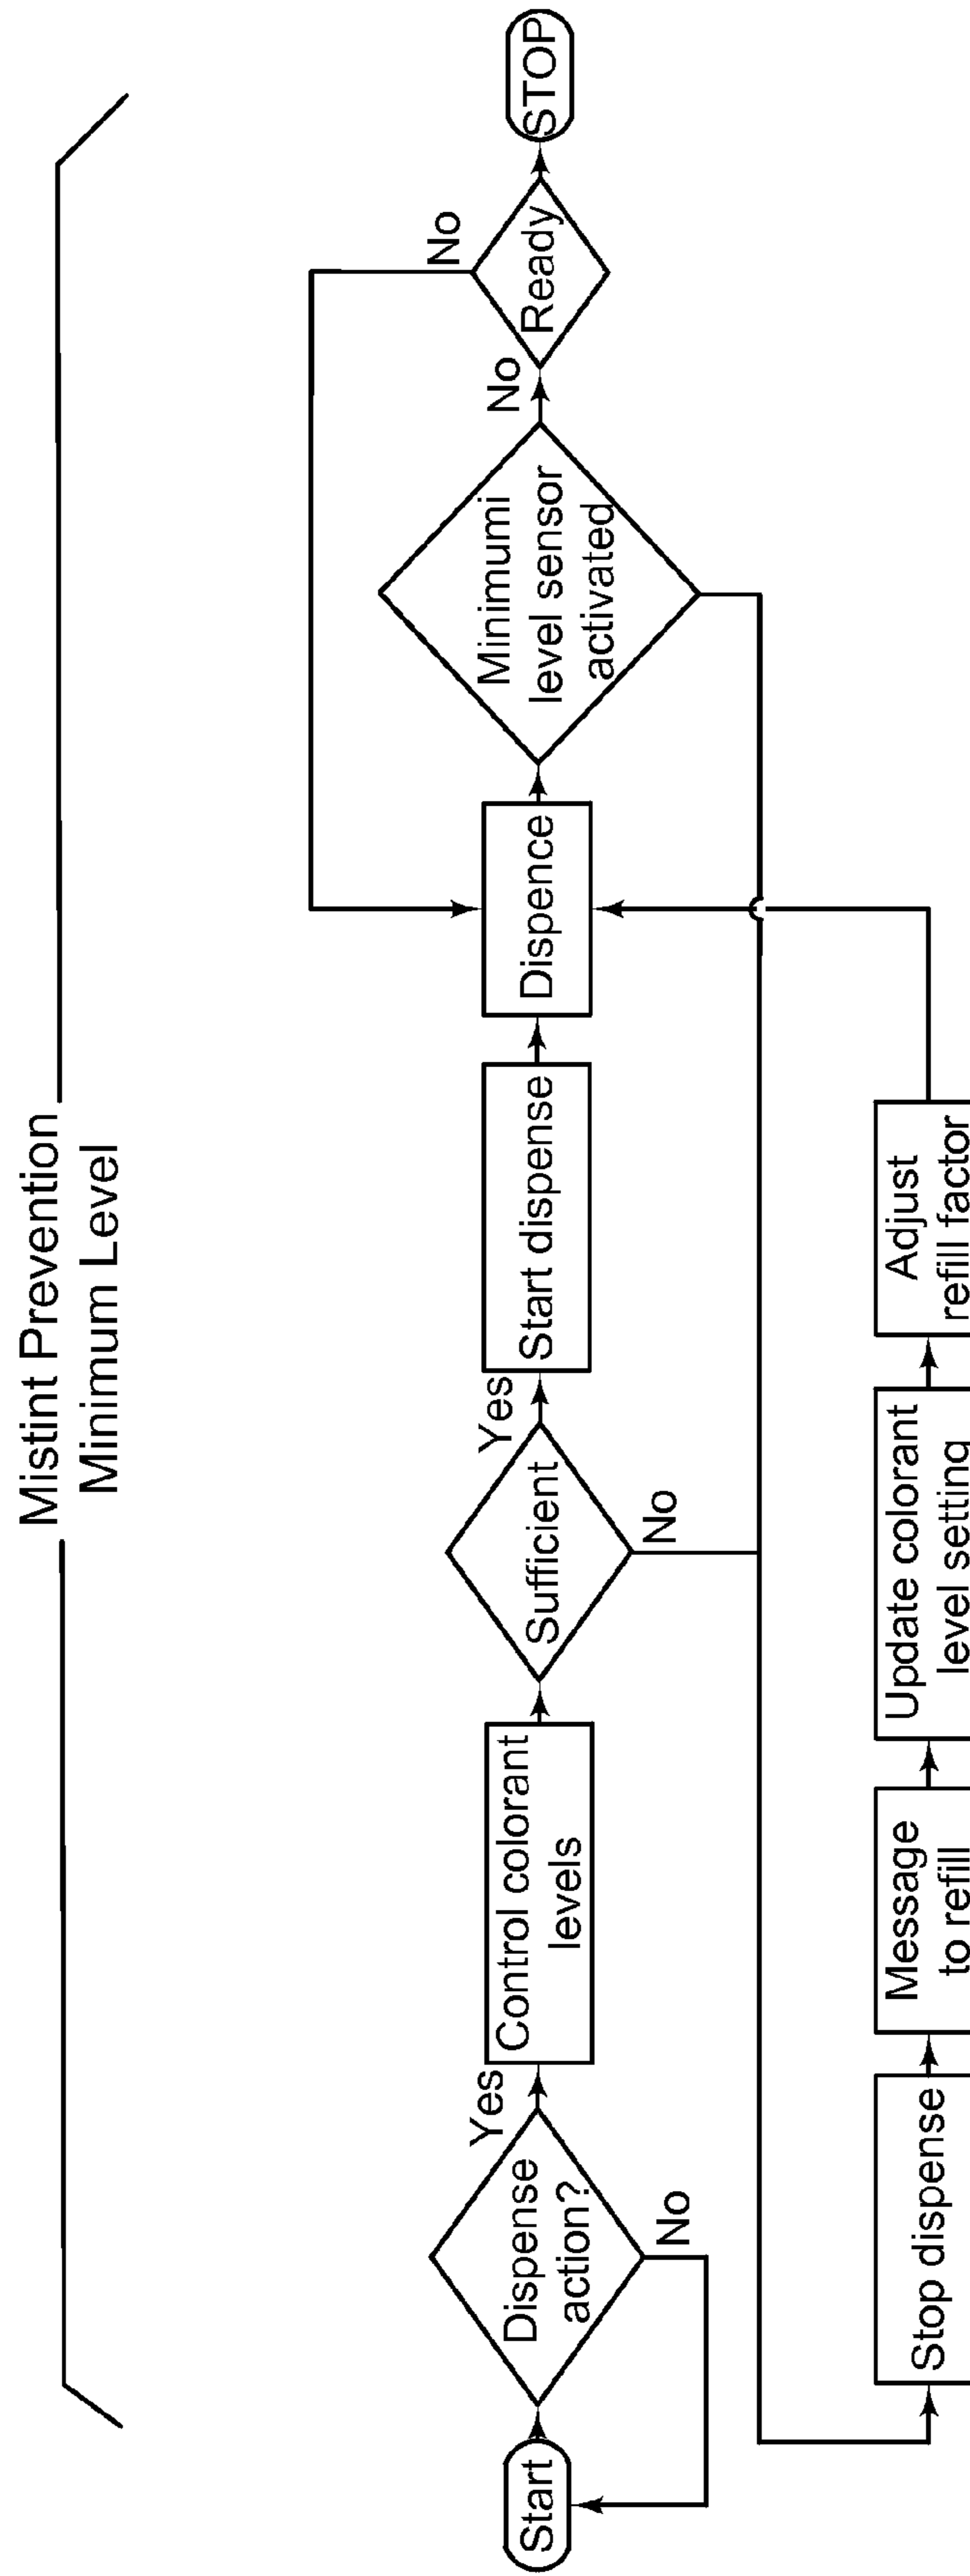 Mistint Prevention
Minimum Level
Start
Dispense
action?
Yes
No
Control colorant
levels
Sufficient
Yes
No
Start dispense
Dispence
Minimumi
level sensor
activated
No
Ready
No
STOP
Stop dispense
Message
to refill
Update colorant
level setting
Adjust
refill factor